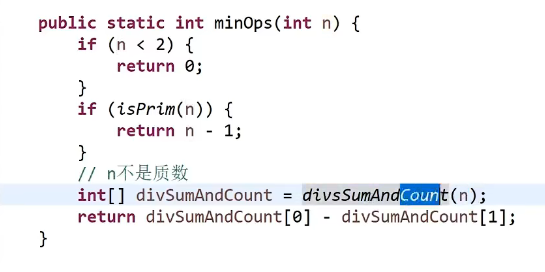 public static int minOps(int n) {
if (n < 2) {
return 0;
}
if (isPrim(n)) {
return n - 1;
}
// n不是质数
int[] divSumAndCount = divsSumAndCount(n);
return divSumAndCount[0] - divSumAndCount[1];
}